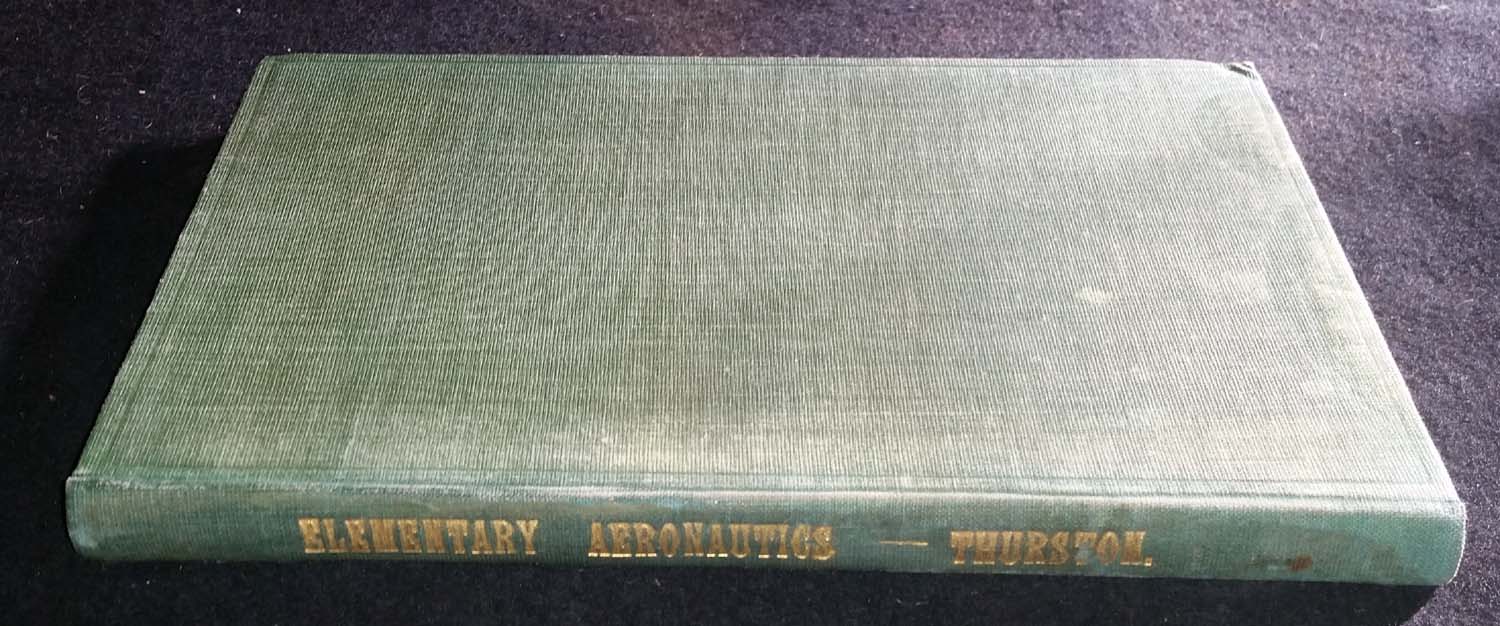 ELEMENTARY AERONAUTICS — THURSTON.